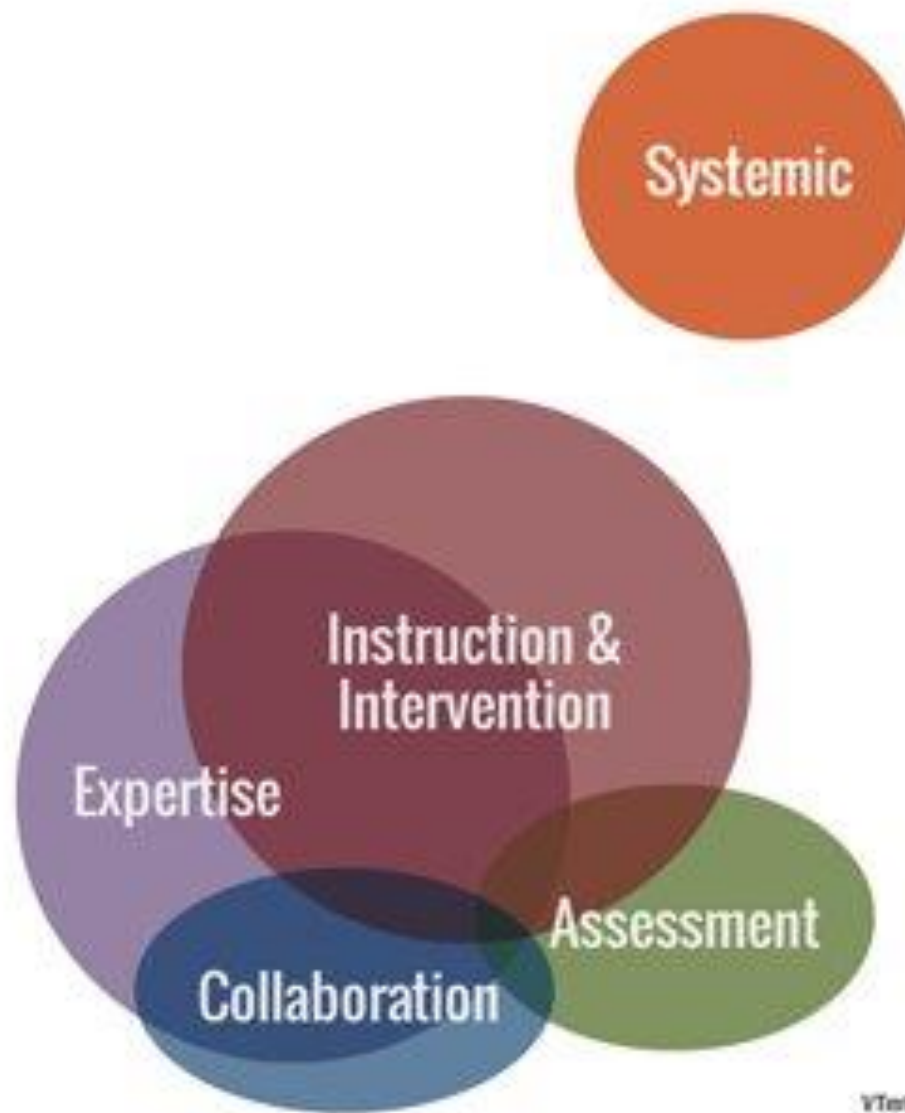 Systemic
Instruction &
Intervention
Expertise
Assessment
Collaboration